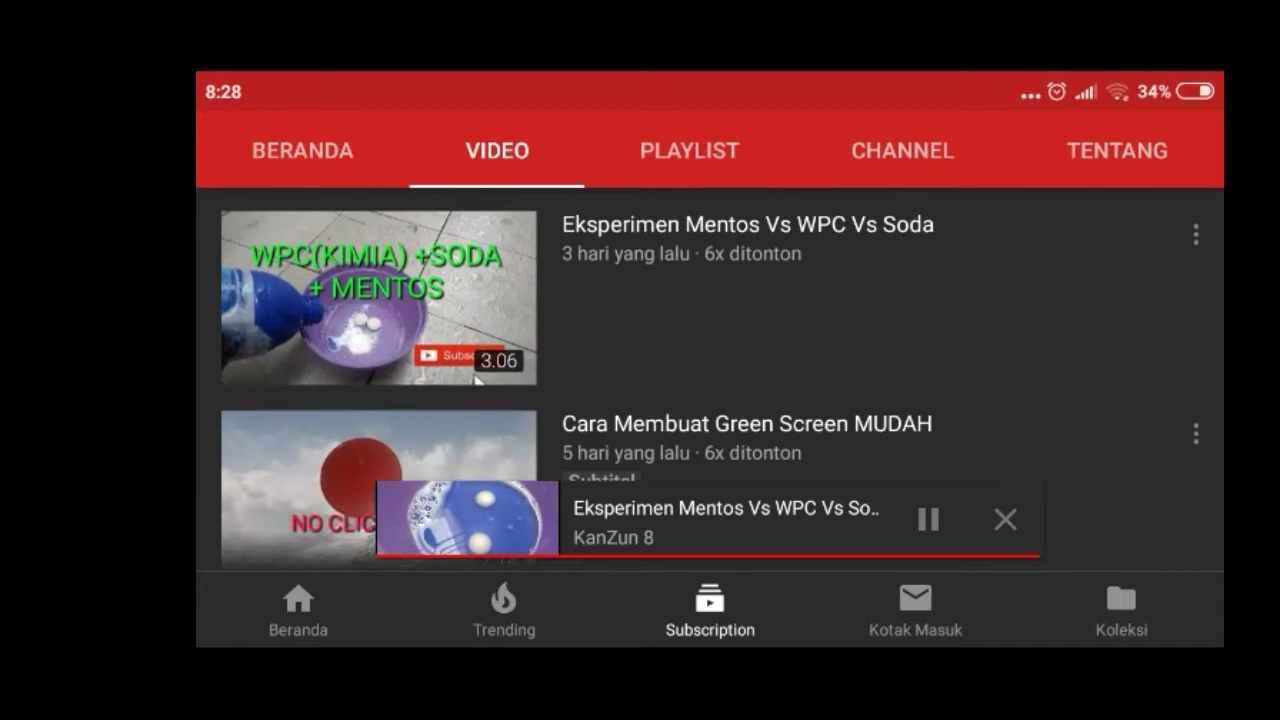 8:28
34%
BERANDA
VIDEO
PLAYLIST
CHANNEL
TENTANG
WPC(KIMIA) +SODA
+ MENTOS
3.06
Eksperimen Mentos Vs WPC Vs Soda
3 hari yang lalu · 6x ditonton
NO CLIC
Cara Membuat Green Screen MUDAH
5 hari yang lalu · 6x ditonton
Subtitel
Eksperimen Mentos Vs WPC Vs So..
KanZun 8
Beranda
Trending
Subscription
Kotak Masuk
Koleksi